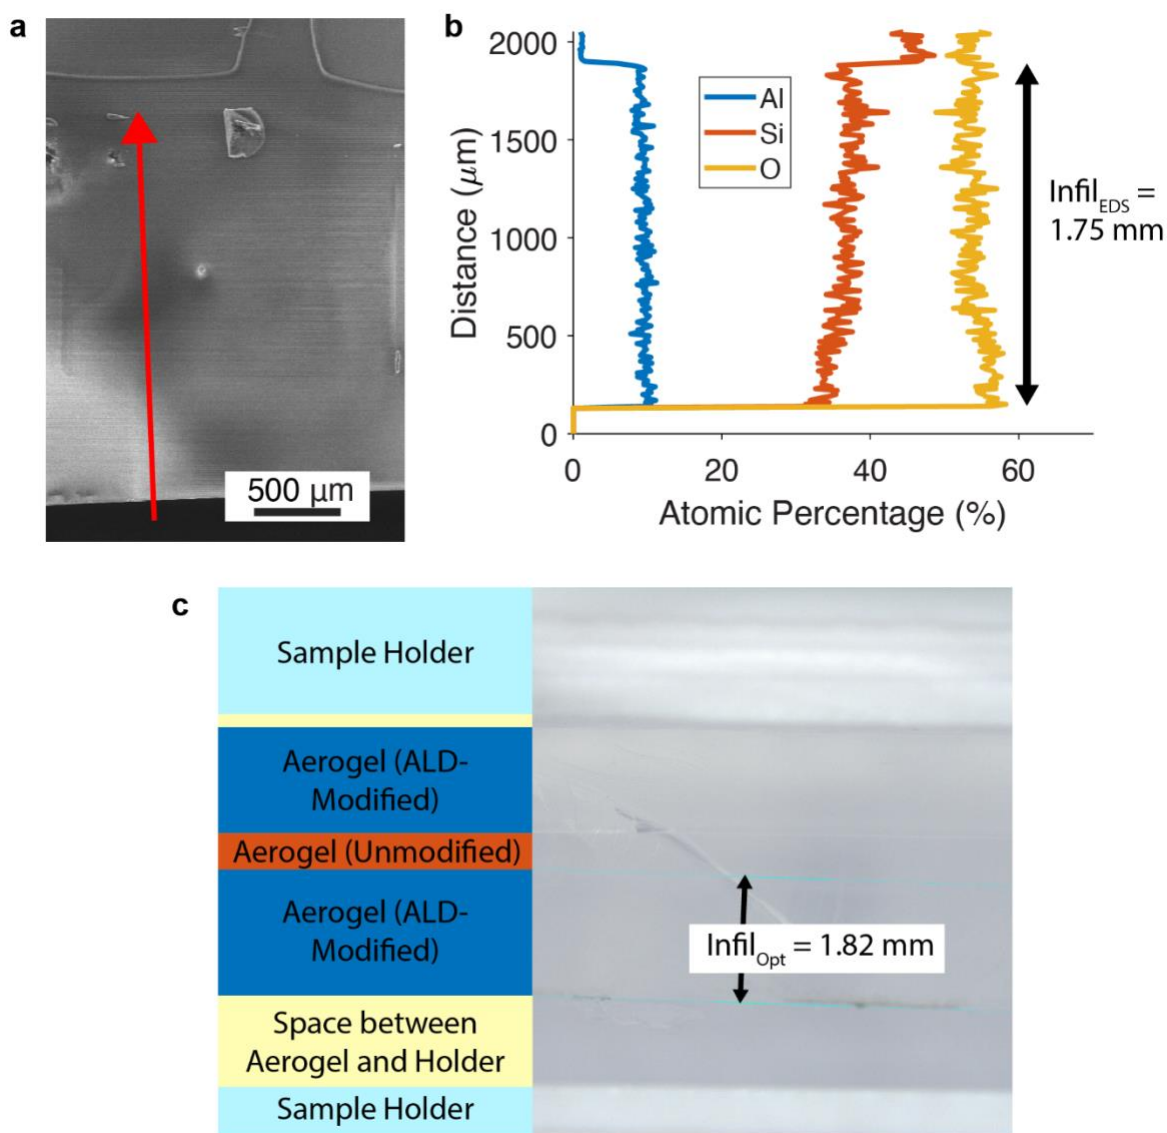 a
500 µm
b
2000
1500
1000
500
0
Distance (µm)
Al
Si
O
Infil_EDS =
1.75 mm
0
20
40
60
Atomic Percentage (%)
c
Sample Holder
Aerogel (ALD-
Modified)
Aerogel (Unmodified)
Aerogel (ALD-
Modified)
Space between
Aerogel and Holder
Sample Holder
Infil_Opt = 1.82 mm